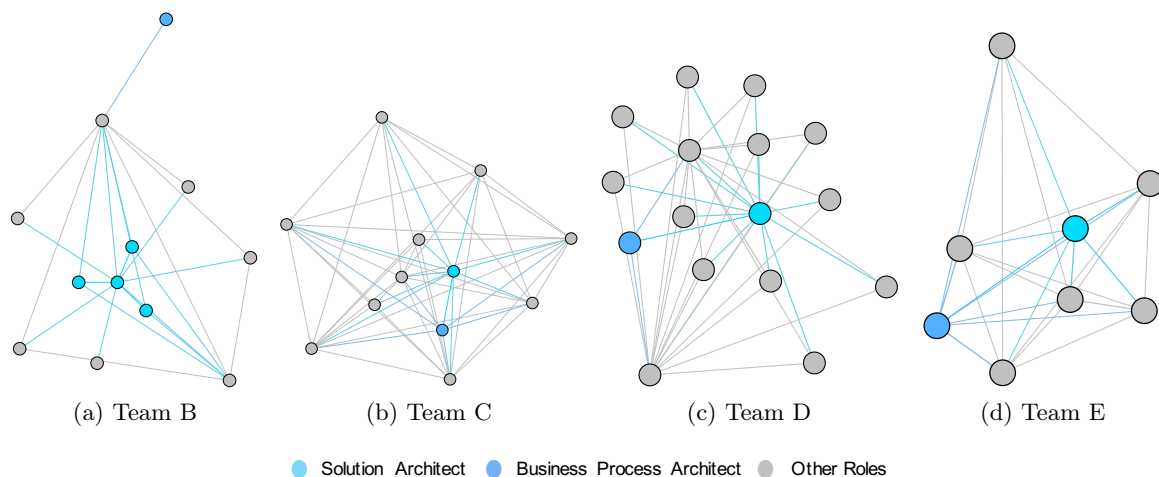 (a) Team B
(b) Team C
(c) Team D
(d) Team E
Solution Architect Business Process Architect Other Roles